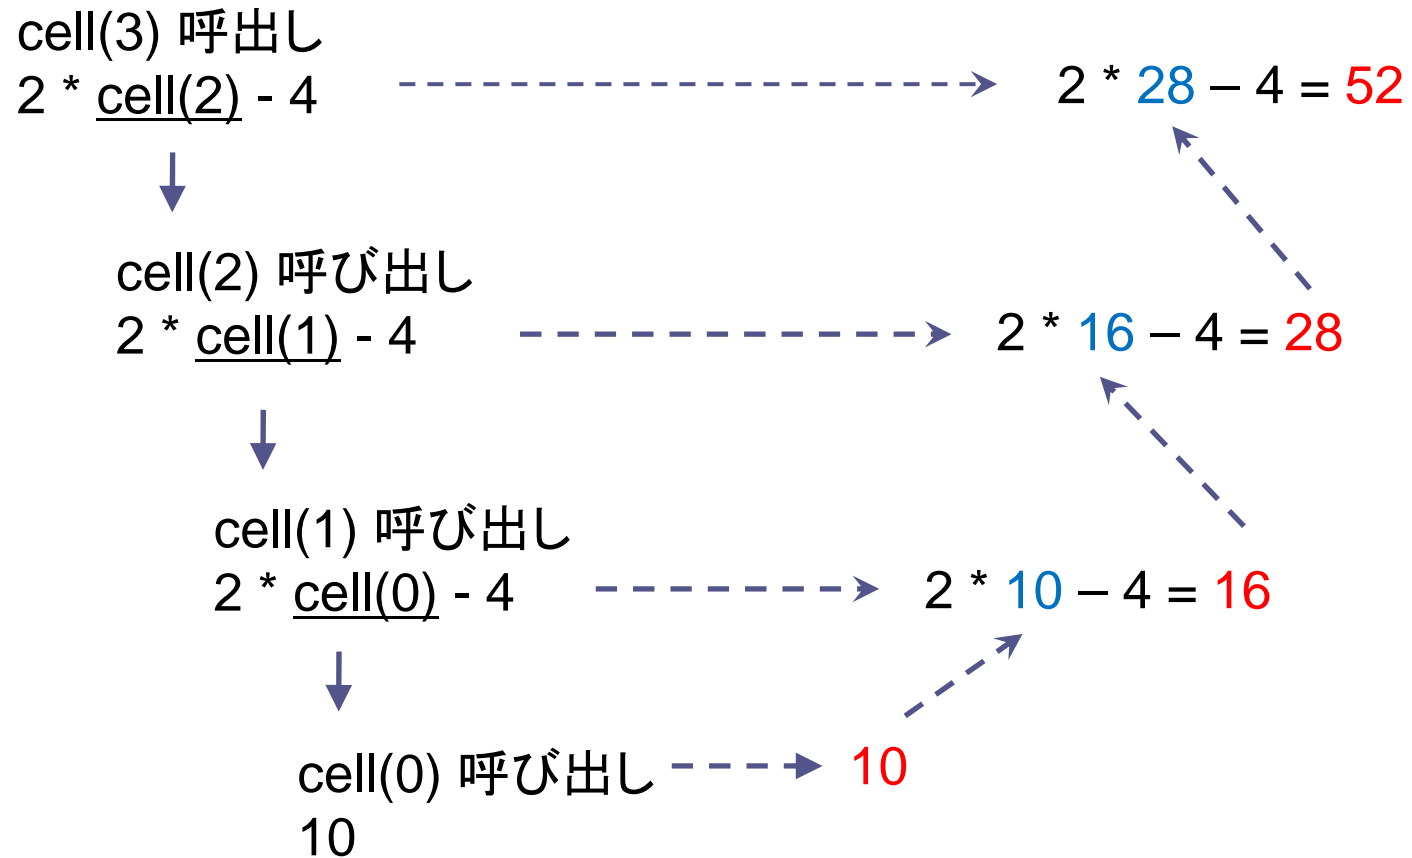 cell(3) 呼出し
2 * cell(2) - 4
2 * 28 – 4 = 52
cell(2) 呼び出し
2 * cell(1) - 4
2 * 16 – 4 = 28
cell(1) 呼び出し
2 * cell(0) - 4
2 * 10 – 4 = 16
cell(0) 呼び出し
10
10